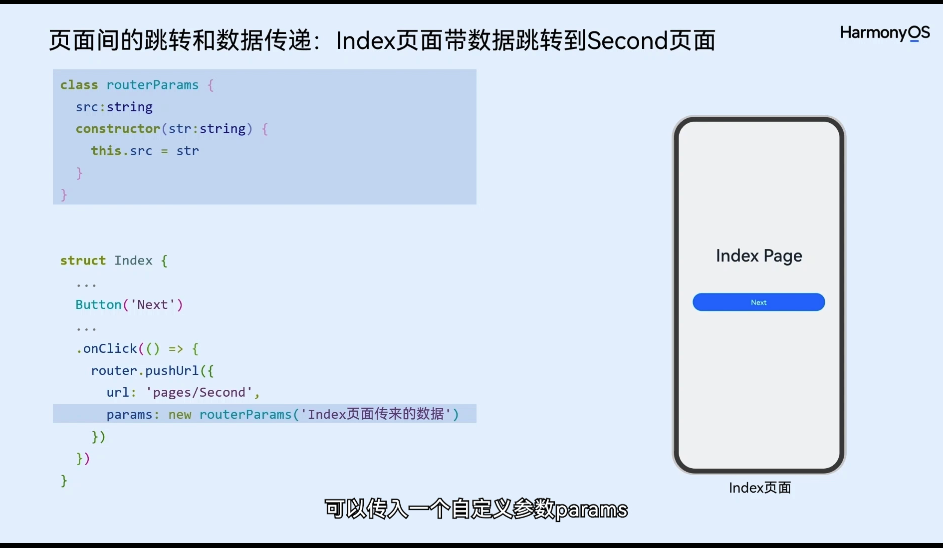 页面间的跳转和数据传递：Index页面带数据跳转到Second页面
HarmonyOS
class routerParams {
src:string
constructor(str:string) {
this.src = str
}
}
struct Index {
...
Button('Next')
...
.onClick(() => {
router.pushUrl({
url: 'pages/Second',
params: new routerParams('Index页面传来的数据')
})
})
}
Index Page
Next
Index页面
可以传入一个自定义参数params